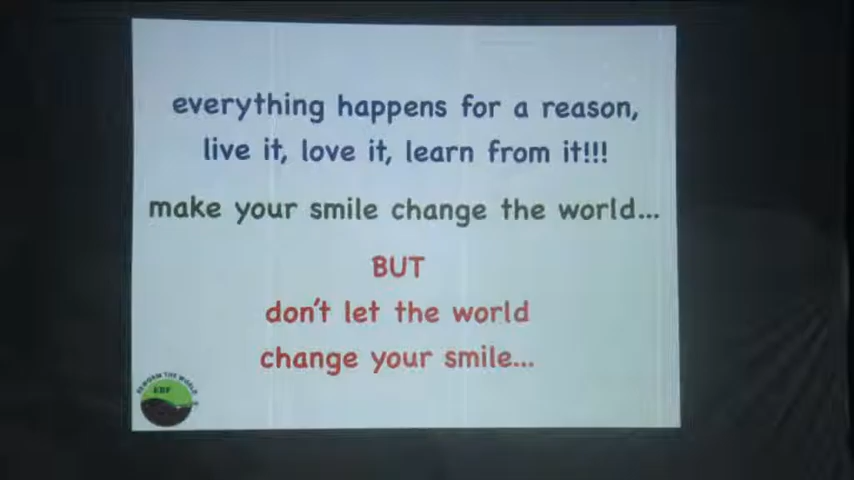 everything happens for a reason,
live it, love it, learn from it!!!
make your smile change the world...
BUT
don't let the world
change your smile...